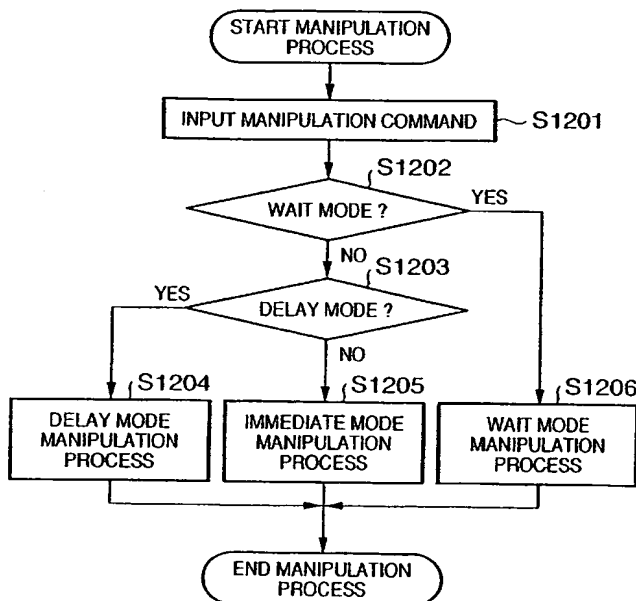 START MANIPULATION
PROCESS
INPUT MANIPULATION COMMAND
S1201
S1202
WAIT MODE ?
YES
NO
S1203
YES
DELAY MODE ?
NO
S1204
DELAY MODE
MANIPULATION
PROCESS
S1205
IMMEDIATE MODE
MANIPULATION
PROCESS
S1206
WAIT MODE
MANIPULATION
PROCESS
END MANIPULATION
PROCESS